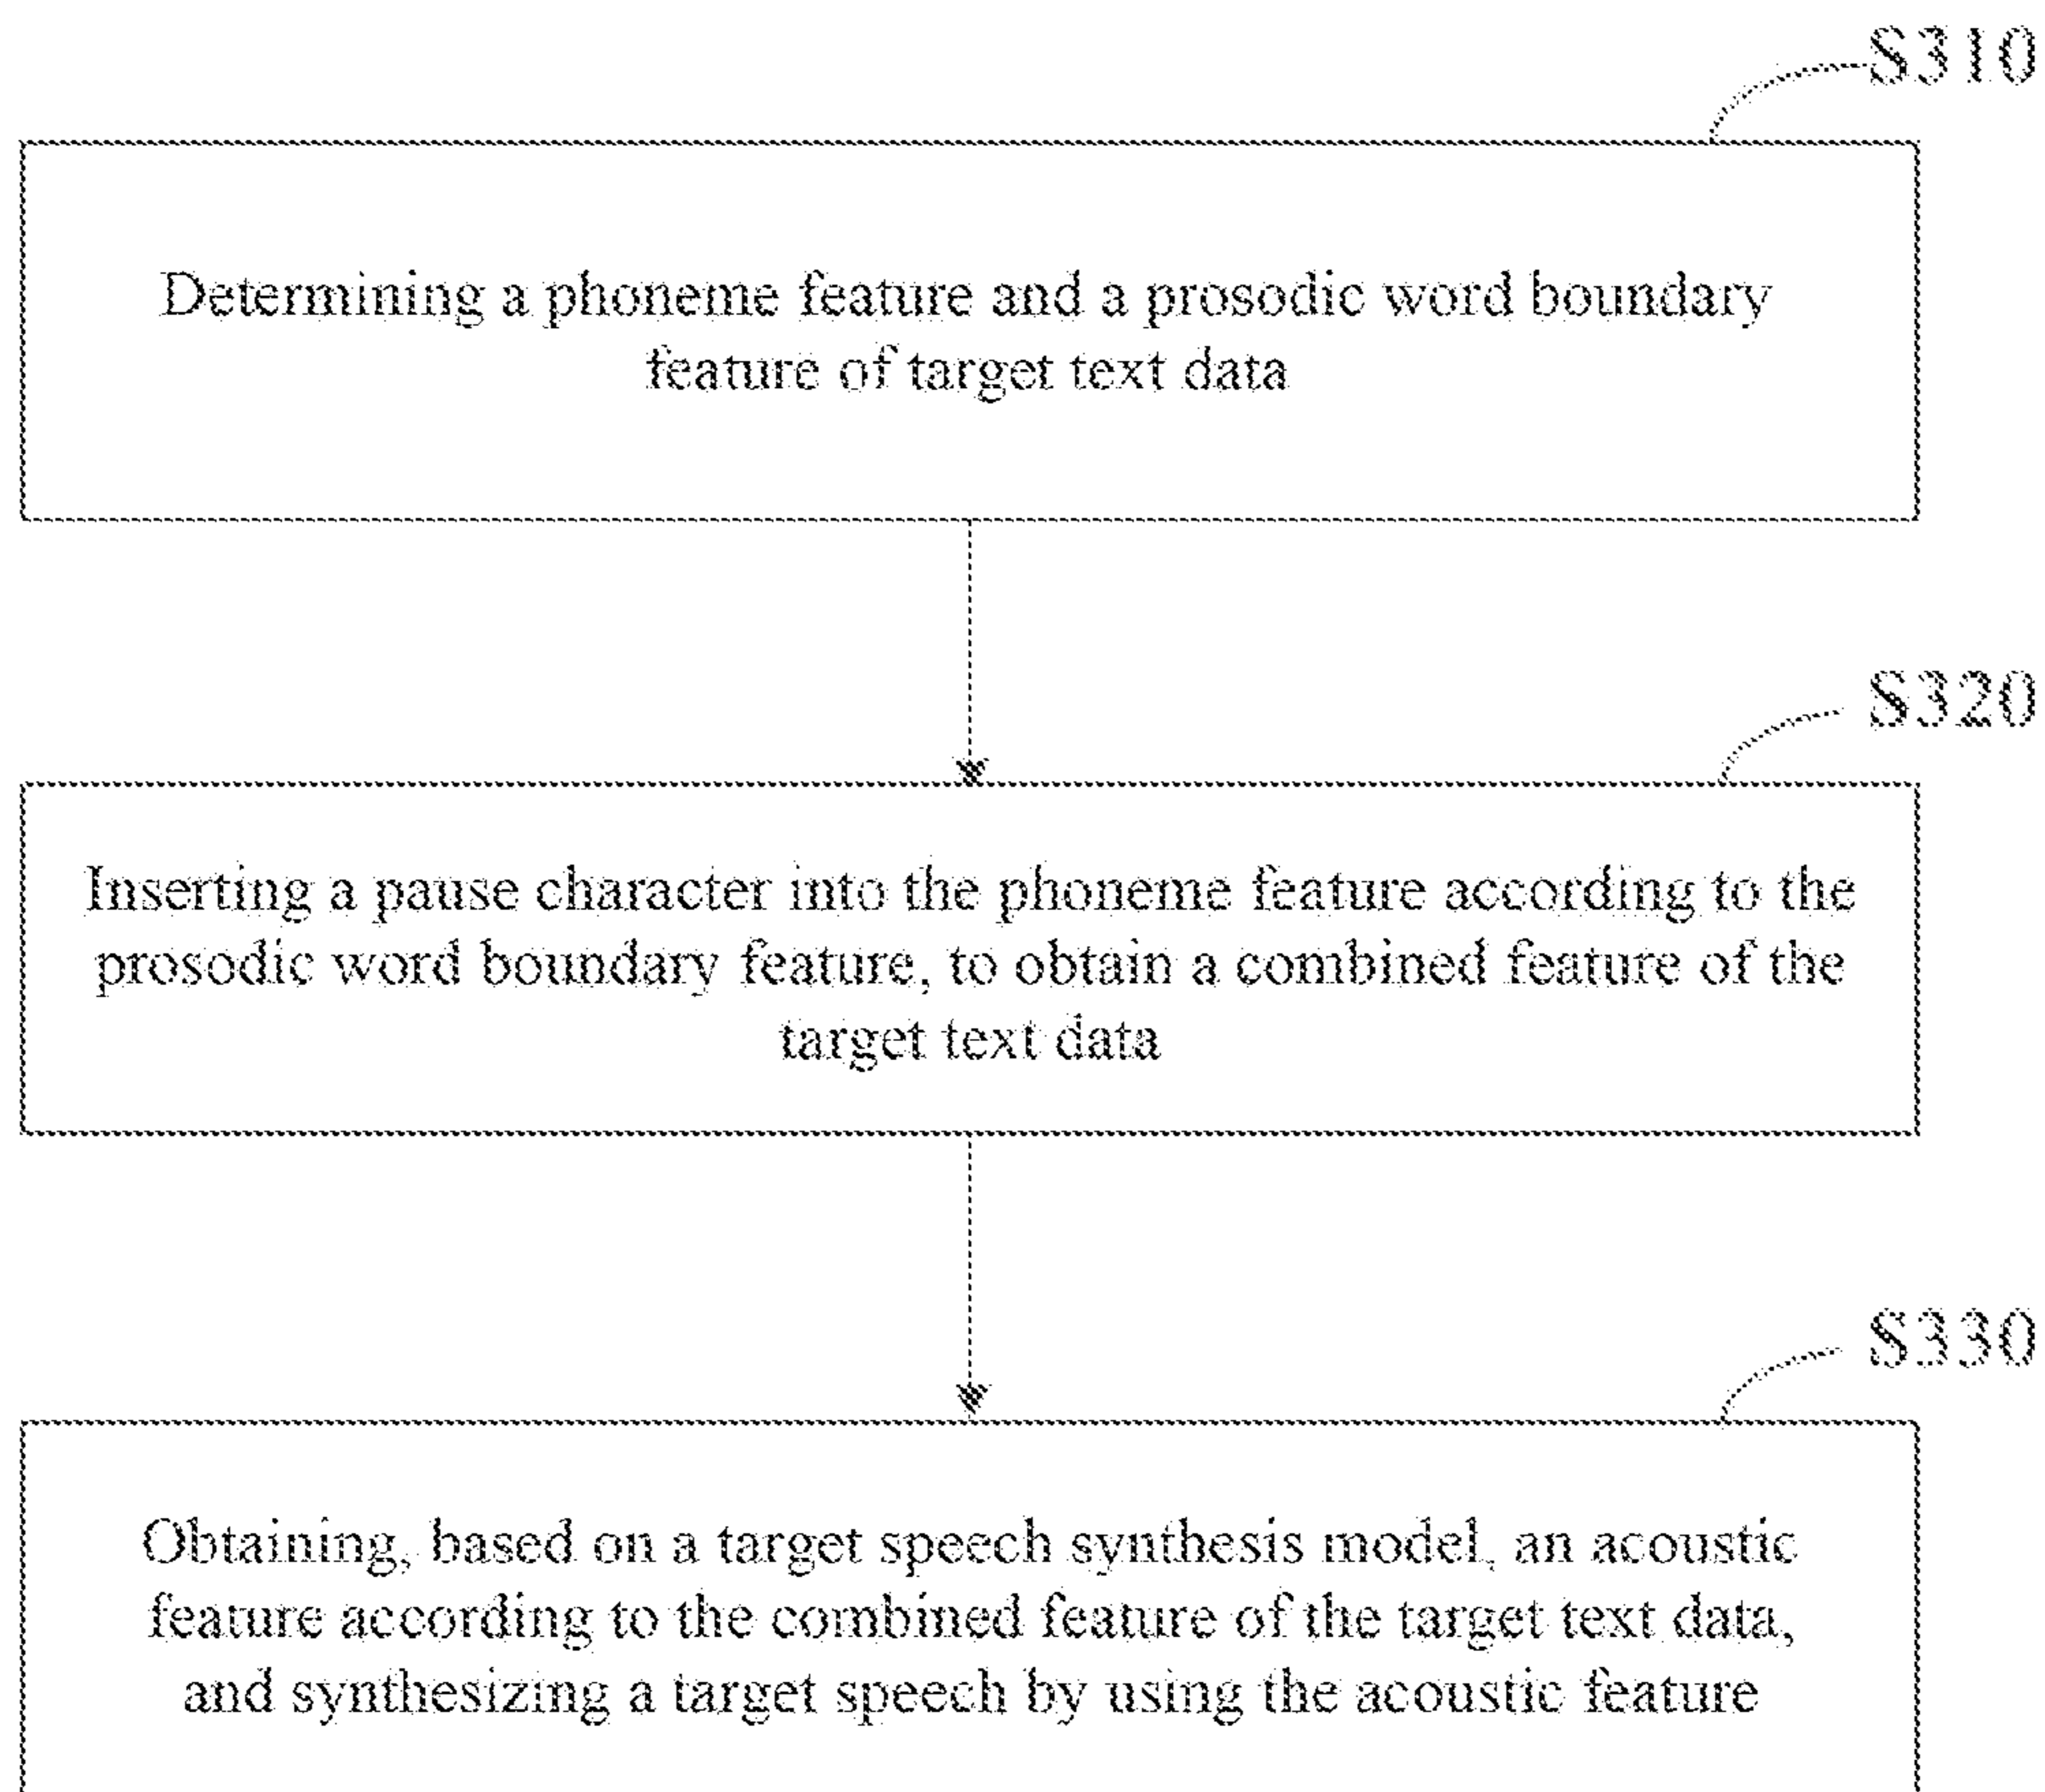 S310
Determining a phoneme feature and a prosodic word boundary
feature of target text data
S320
Inserting a pause character into the phoneme feature according to the
prosodic word boundary feature, to obtain a combined feature of the
target text data
S330
Obtaining, based on a target speech synthesis model, an acoustic
feature according to the combined feature of the target text data,
and synthesizing a target speech by using the acoustic feature